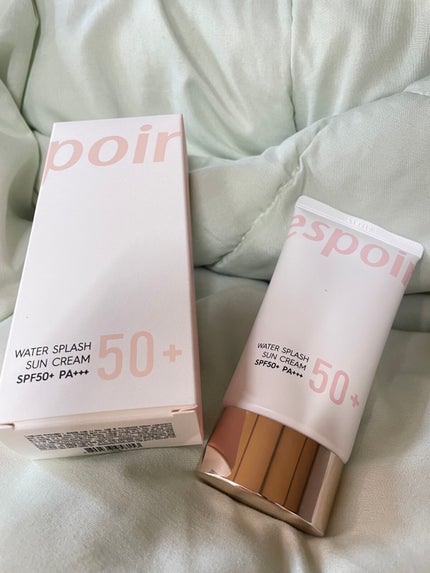 poir
WATER SPLASH
SUN CREAM
SPF50+ PA+++
50+
espoir
WATER SPLASH
SUN CREAM
SPF50+ PA+++
50+